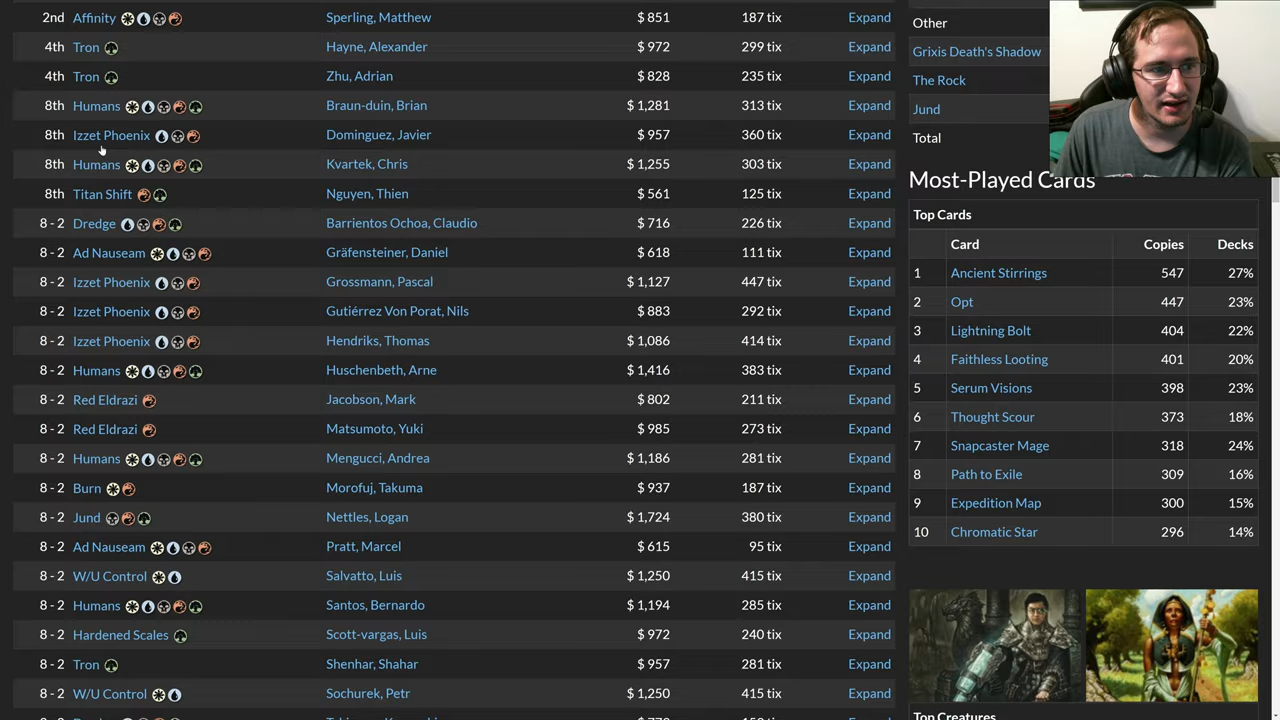 2nd Affinity Sperling, Matthew $ 851 187 tix Expand
4th Tron Hayne, Alexander $ 972 299 tix Expand
4th Tron Zhu, Adrian $ 828 235 tix Expand
8th Humans Braun-duin, Brian $ 1,281 313 tix Expand
8th Izzet Phoenix Dominguez, Javier $ 957 360 tix Expand
8th Humans Kvartek, Chris $ 1,255 303 tix Expand
8th Titan Shift Nguyen, Thien $ 561 125 tix Expand
8 - 2 Dredge Barrientos Ochoa, Claudio $ 716 226 tix Expand
8 - 2 Ad Nauseam Gräfensteiner, Daniel $ 618 111 tix Expand
8 - 2 Izzet Phoenix Grossmann, Pascal $ 1,127 447 tix Expand
8 - 2 Izzet Phoenix Gutiérrez Von Porat, Nils $ 883 292 tix Expand
8 - 2 Izzet Phoenix Hendriks, Thomas $ 1,086 414 tix Expand
8 - 2 Humans Huschenbeth, Arne $ 1,416 383 tix Expand
8 - 2 Red Eldrazi Jacobson, Mark $ 802 211 tix Expand
8 - 2 Red Eldrazi Matsumoto, Yuki $ 985 273 tix Expand
8 - 2 Humans Mengucci, Andrea $ 1,186 281 tix Expand
8 - 2 Burn Morofuj, Takuma $ 937 187 tix Expand
8 - 2 Jund Nettles, Logan $ 1,724 380 tix Expand
8 - 2 Ad Nauseam Pratt, Marcel $ 615 95 tix Expand
8 - 2 W/U Control Salvatto, Luis $ 1,250 415 tix Expand
8 - 2 Humans Santos, Bernardo $ 1,194 285 tix Expand
8 - 2 Hardened Scales Scott-vargas, Luis $ 972 240 tix Expand
8 - 2 Tron Shenhar, Shahar $ 957 281 tix Expand
8 - 2 W/U Control Sochurek, Petr $ 1,250 415 tix Expand
Other
Grixis Death's Shadow
The Rock
Jund
Total
Most-Played Cards
Top Cards
Card Copies Decks
1 Ancient Stirrings 547 27%
2 Opt 447 23%
3 Lightning Bolt 404 22%
4 Faithless Looting 401 20%
5 Serum Visions 398 23%
6 Thought Scour 373 18%
7 Snapcaster Mage 318 24%
8 Path to Exile 309 16%
9 Expedition Map 300 15%
10 Chromatic Star 296 14%
Top Creatures